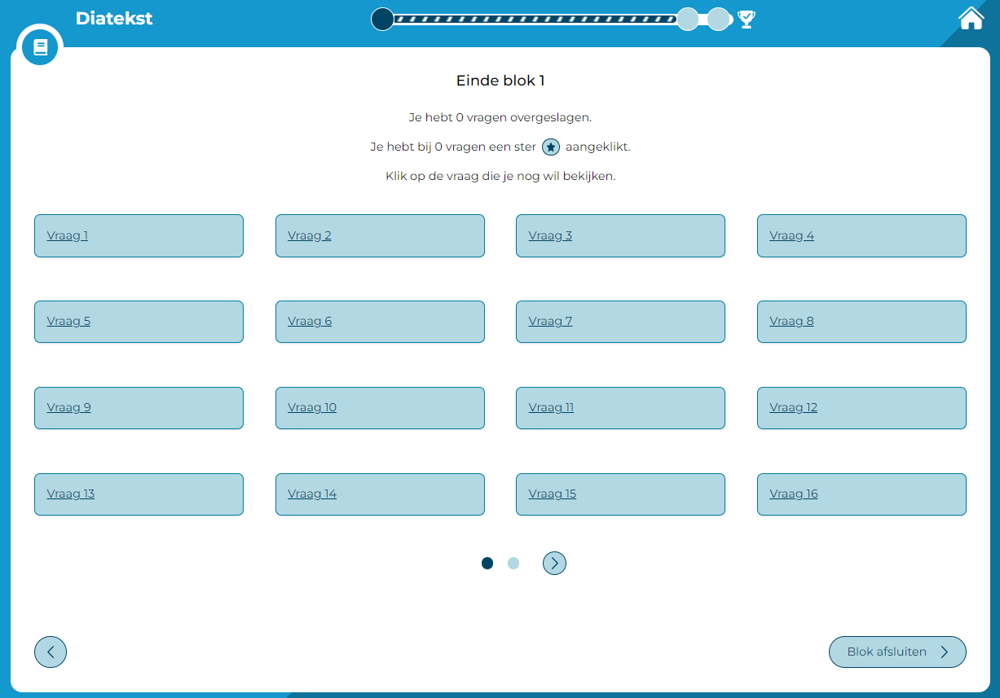 Diatekst
Einde blok 1
Je hebt 0 vragen overgeslagen.
Je hebt bij 0 vragen een ster aangeklikt.
Klik op de vraag die je nog wil bekijken.
Vraag 1
Vraag 2
Vraag 3
Vraag 4
Vraag 5
Vraag 6
Vraag 7
Vraag 8
Vraag 9
Vraag 10
Vraag 11
Vraag 12
Vraag 13
Vraag 14
Vraag 15
Vraag 16
Blok afsluiten